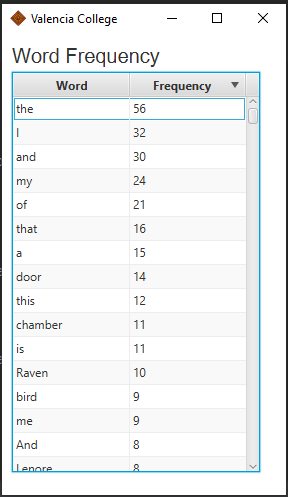 Valencia College
Word Frequency
Word Frequency
the 56
I 32
and 30
my 24
of 21
that 16
a 15
door 14
this 12
chamber 11
is 11
Raven 10
bird 9
me 9
And 8
Lenore 8